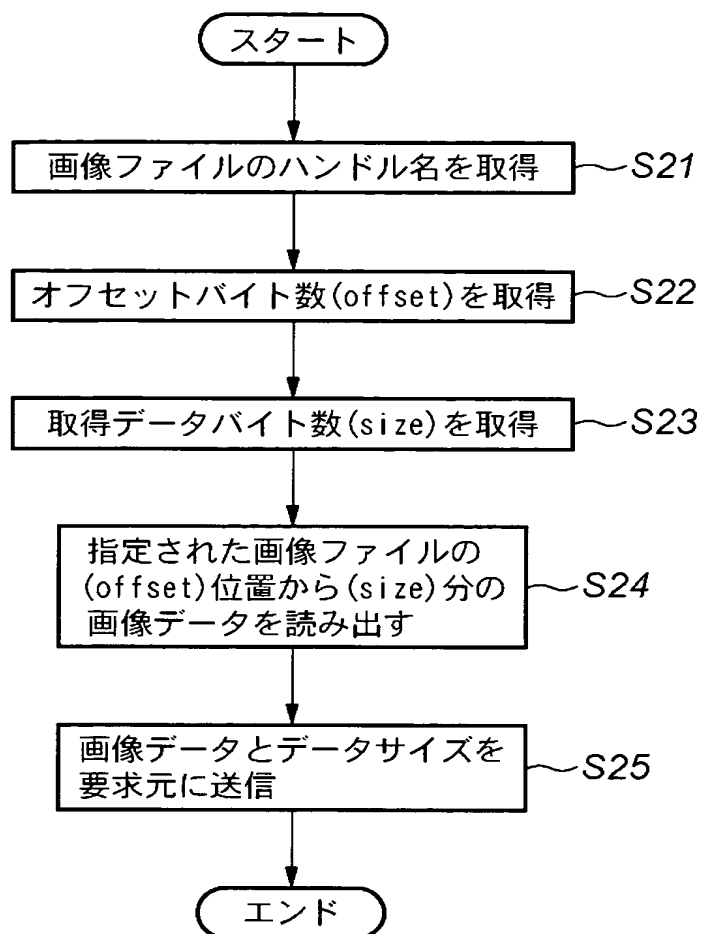 スタート
画像ファイルのハンドル名を取得
S21
オフセットバイト数(offset)を取得
S22
取得データバイト数(size)を取得
S23
指定された画像ファイルの
(offset)位置から(size)分の
画像データを読み出す
S24
画像データとデータサイズを
要求元に送信
S25
エンド